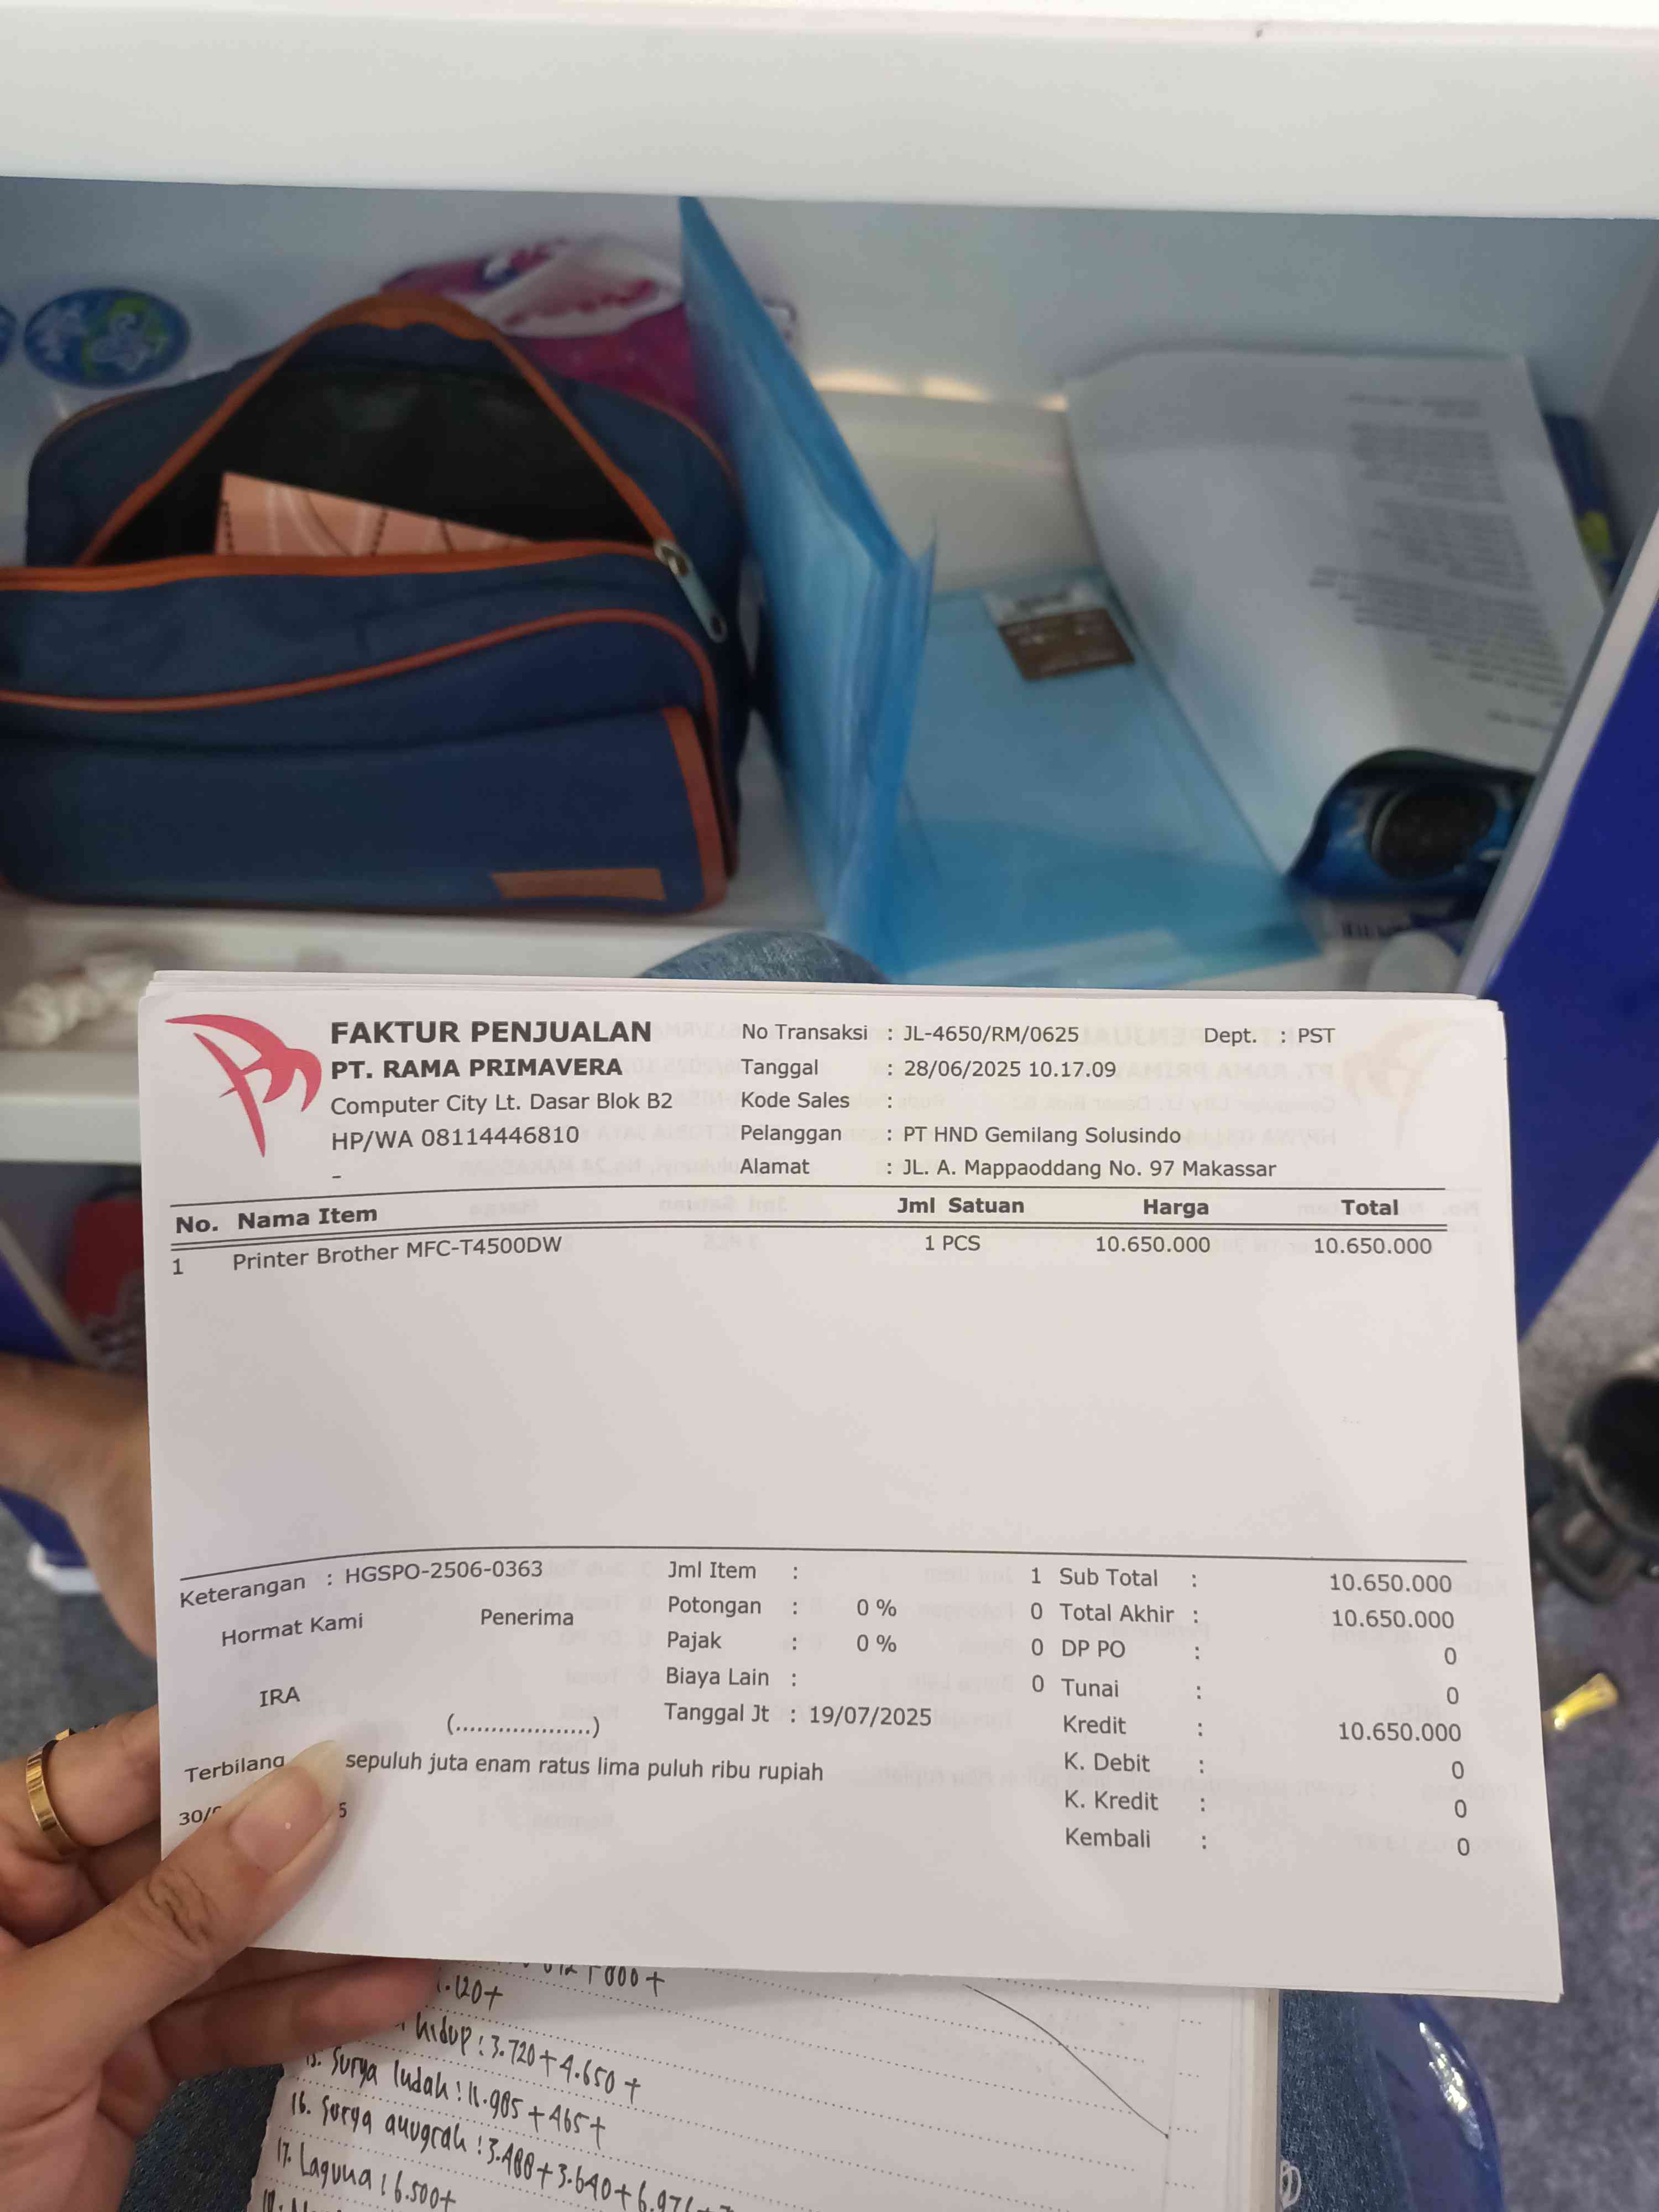 FAKTUR PENJUALAN
PT. RAMA PRIMAVERA
Computer City Lt. Dasar Blok B2
HP/WA 08114446810
-
No Transaksi : JL-4650/RM/0625
Dept. : PST
Tanggal : 28/06/2025 10.17.09
Kode Sales :
Pelanggan : PT HND Gemilang Solusindo
Alamat : JL. A. Mappaoddang No. 97 Makassar
No. Nama Item Jml Satuan Harga Total
1 Printer Brother MFC-T4500DW 1 PCS 10.650.000 10.650.000
Keterangan : HGSPO-2506-0363
Hormat Kami Penerima
IRA
(...................)
Jml Item : 1
Potongan : 0 % 0
Pajak : 0 % 0
Biaya Lain : 0
Tanggal Jt : 19/07/2025
Sub Total : 10.650.000
Total Akhir : 10.650.000
DP PO : 0
Tunai : 0
Kredit : 10.650.000
K. Debit : 0
K. Kredit : 0
Kembali : 0
Terbilang sepuluh juta enam ratus lima puluh ribu rupiah
30/
5
.120+
hidup : 3.720 + 4.650 +
Surya ludah : 11.985 + 465 +
16. Surya anugrah : 3.488 + 3.640 +
17. Laguna : 6.500+